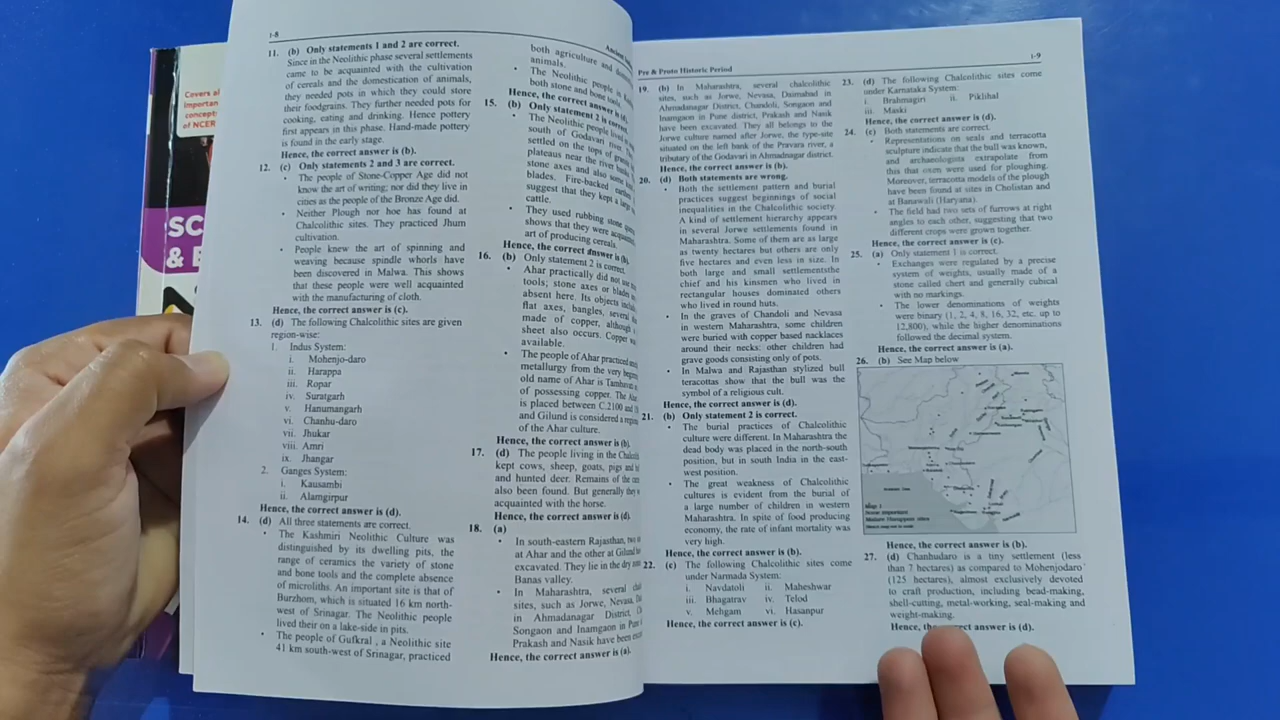 Covers al
importan
concept
of NCER
SC
& E
1-8
11. (b) Only statements 1 and 2 are correct.
Since in the Neolithic phase several settlements
came to be acquainted with the cultivation
of cereals and the domestication of animals,
they needed pots in which they could store
their foodgrains. They further needed pots for
cooking, eating and drinking. Hence pottery
first appears in this phase. Hand-made pottery
is found in the early stage.
Hence, the correct answer is (b).
12. (c) Only statements 2 and 3 are correct.
• The people of Stone-Copper Age did not
know the art of writing; nor did they live in
cities as the people of the Bronze Age did.
• Neither Plough nor hoe has found at
Chalcolithic sites. They practiced Jhum
cultivation.
• People knew the art of spinning and
weaving because spindle whorls have
been discovered in Malwa. This shows
that these people were well acquainted
with the manufacturing of cloth.
Hence, the correct answer is (c).
13. (d) The following Chalcolithic sites are given
region-wise:
1. Indus System:
i. Mohenjo-daro
ii. Harappa
iii. Ropar
iv. Suratgarh
v. Hanumangarh
vi. Chanhu-daro
vii. Jhukar
viii. Amri
ix. Jhangar
2. Ganges System:
i. Kausambi
ii. Alamgirpur
Hence, the correct answer is (d).
14. (d) All three statements are correct.
• The Kashmiri Neolithic Culture was
distinguished by its dwelling pits, the
range of ceramics the variety of stone
and bone tools and the complete absence
of microliths. An important site is that of
Burzhom, which is situated 16 km north-
west of Srinagar. The Neolithic people
lived their on a lake-side in pits.
• The people of Gufkral , a Neolithic site
41 km south-west of Srinagar, practiced
both agriculture and
animals.
• The Neolithic people in
both stone and bone tools.
Hence, the correct answer is (d).
15. (b) Only statement 2 is correct.
• The Neolithic people lived in
south of Godavari river. They
settled on the tops of
plateaus near the river banks
stone axes and also some
blades. Fire-backed
suggest that they kept a large
cattle.
• They used rubbing stone
shows that they were acquainted
art of producing cereals.
Hence, the correct answer is (b).
16. (b) Only statement 2 is correct.
• Ahar practically did not use
tools; stone axes or blades
absent here. Its objects
flat axes, bangles, several
made of copper, although a
sheet also occurs. Copper was
available.
• The people of Ahar practiced
metallurgy from the very
old name of Ahar is
of possessing copper. The
is placed between C.2100 and
and Gilund is considered a
of the Ahar culture.
Hence, the correct answer is (b).
17. (d) The people living in the
kept cows, sheep, goats, pigs and
and hunted deer. Remains of the
also been found. But generally they
acquainted with the horse.
Hence, the correct answer is (d).
18. (a)
• In south-eastern Rajasthan, two
at Ahar and the other at Gilund
excavated. They lie in the dry
Banas valley.
• In Maharashtra, several
sites, such as Jorwe, Nevasa,
in Ahmadanagar District,
Songaon and Inamgaon in
Prakash and Nasik have been
Hence, the correct answer is (a).
Pre & Proto Historic Period
1-9
19. (b) In Maharashtra, several chalcolithic
sites, such as Jorwe, Nevasa, Daimabad in
Ahmadanagar District, Chandoli, Songaon and
Inamgaon in Pune district, Prakash and Nasik
have been excavated. They all belongs to the
Jorwe culture named after Jorwe, the type-site
situated on the left bank of the Pravara river, a
tributary of the Godavari in Ahmadnagar district.
Hence, the correct answer is (b).
20. (d) Both statements are wrong.
• Both the settlement pattern and burial
practices suggest beginnings of social
inequalities in the Chalcolithic society.
A kind of settlement hierarchy appears
in several Jorwe settlements found in
Maharashtra. Some of them are as large
as twenty hectares but others are only
five hectares and even less in size. In
both large and small settlementsthe
chief and his kinsmen who lived in
rectangular houses dominated others
who lived in round huts.
• In the graves of Chandoli and Nevasa
in western Maharashtra, some children
were buried with copper based nacklaces
around their necks: other children had
grave goods consisting only of pots.
• In Malwa and Rajasthan stylized bull
teracottas show that the bull was the
symbol of a religious cult.
Hence, the correct answer is (d).
21. (b) Only statement 2 is correct.
• The burial practices of Chalcolithic
culture were different. In Maharashtra the
dead body was placed in the north-south
position, but in south India in the east-
west position.
• The great weakness of Chalcolithic
cultures is evident from the burial of
a large number of children in western
Maharashtra. In spite of food producing
economy, the rate of infant mortality was
very high.
Hence, the correct answer is (b).
22. (c) The following Chalcolithic sites come
under Narmada System:
i. Navdatoli ii. Maheshwar
iii. Bhagatrav iv. Telod
v. Mehgam vi. Hasanpur
Hence, the correct answer is (c).
23. (d) The following Chalcolithic sites come
under Karnataka System:
i. Brahmagiri ii. Piklihal
iii. Maski
Hence, the correct answer is (d).
24. (c) Both statements are correct.
• Representations on seals and terracotta
sculpture indicate that the bull was known,
and archaeologists extrapolate from
this that oxen were used for ploughing.
Moreover, terracotta models of the plough
have been found at sites in Cholistan and
at Banawali (Haryana).
• The field had two sets of furrows at right
angles to each other, suggesting that two
different crops were grown together.
Hence, the correct answer is (c).
25. (a) Only statement 1 is correct.
• Exchanges were regulated by a precise
system of weights, usually made of a
stone called chert and generally cubical
with no markings.
• The lower denominations of weights
were binary (1, 2, 4, 8, 16, 32, etc. up to
12,800), while the higher denominations
followed the decimal system.
Hence, the correct answer is (a).
26. (b) See Map below
Map 1
Some important
Mature Harappan sites
Hence, the correct answer is (b).
27. (d) Chanhudaro is a tiny settlement (less
than 7 hectares) as compared to Mohenjodaro
(125 hectares), almost exclusively devoted
to craft production, including bead-making,
shell-cutting, metal-working, seal-making and
weight-making.
Hence, the correct answer is (d).